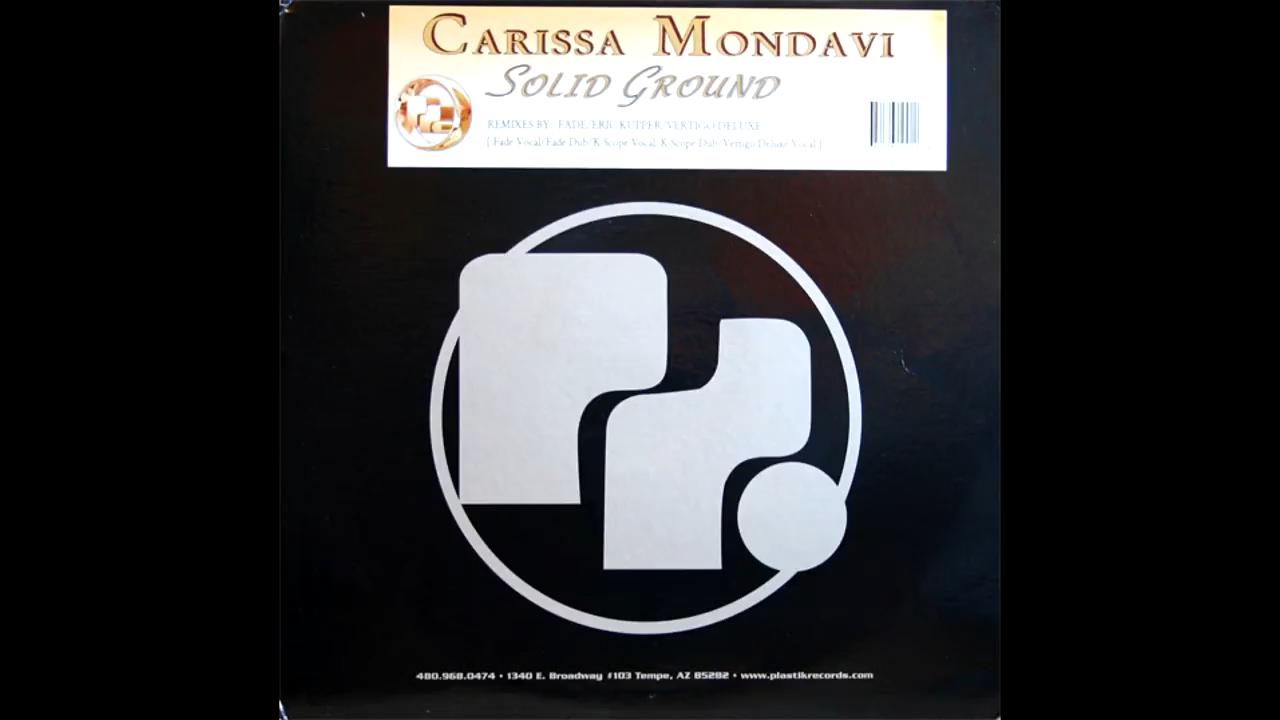 CARISSA MONDAVI
SOLID GROUND
REMIXES BY: FADE/ERIC KUPPER/VERTIGO DELUXE
[ Fade Vocal/Fade Dub/K-Scope Vocal/K-Scope Dub/Vertigo Deluxe Vocal ]
480.968.0474 • 1340 E. Broadway #103 Tempe, AZ 85282 • www.plastikrecords.com